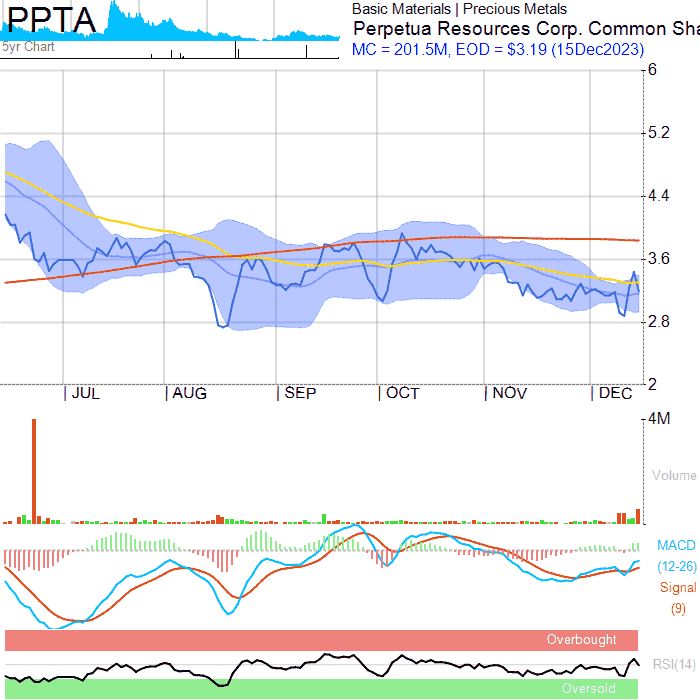 PPTA
5yr Chart
Basic Materials | Precious Metals
Perpetua Resources Corp. Common Sha
MC = 201.5M, EOD = $3.19 (15Dec2023)
6
5.2
4.4
3.6
2.8
2
JUL AUG SEP OCT NOV DEC
4M
Volume
MACD
(12-26)
Signal
(9)
Overbought
RSI(14)
Oversold